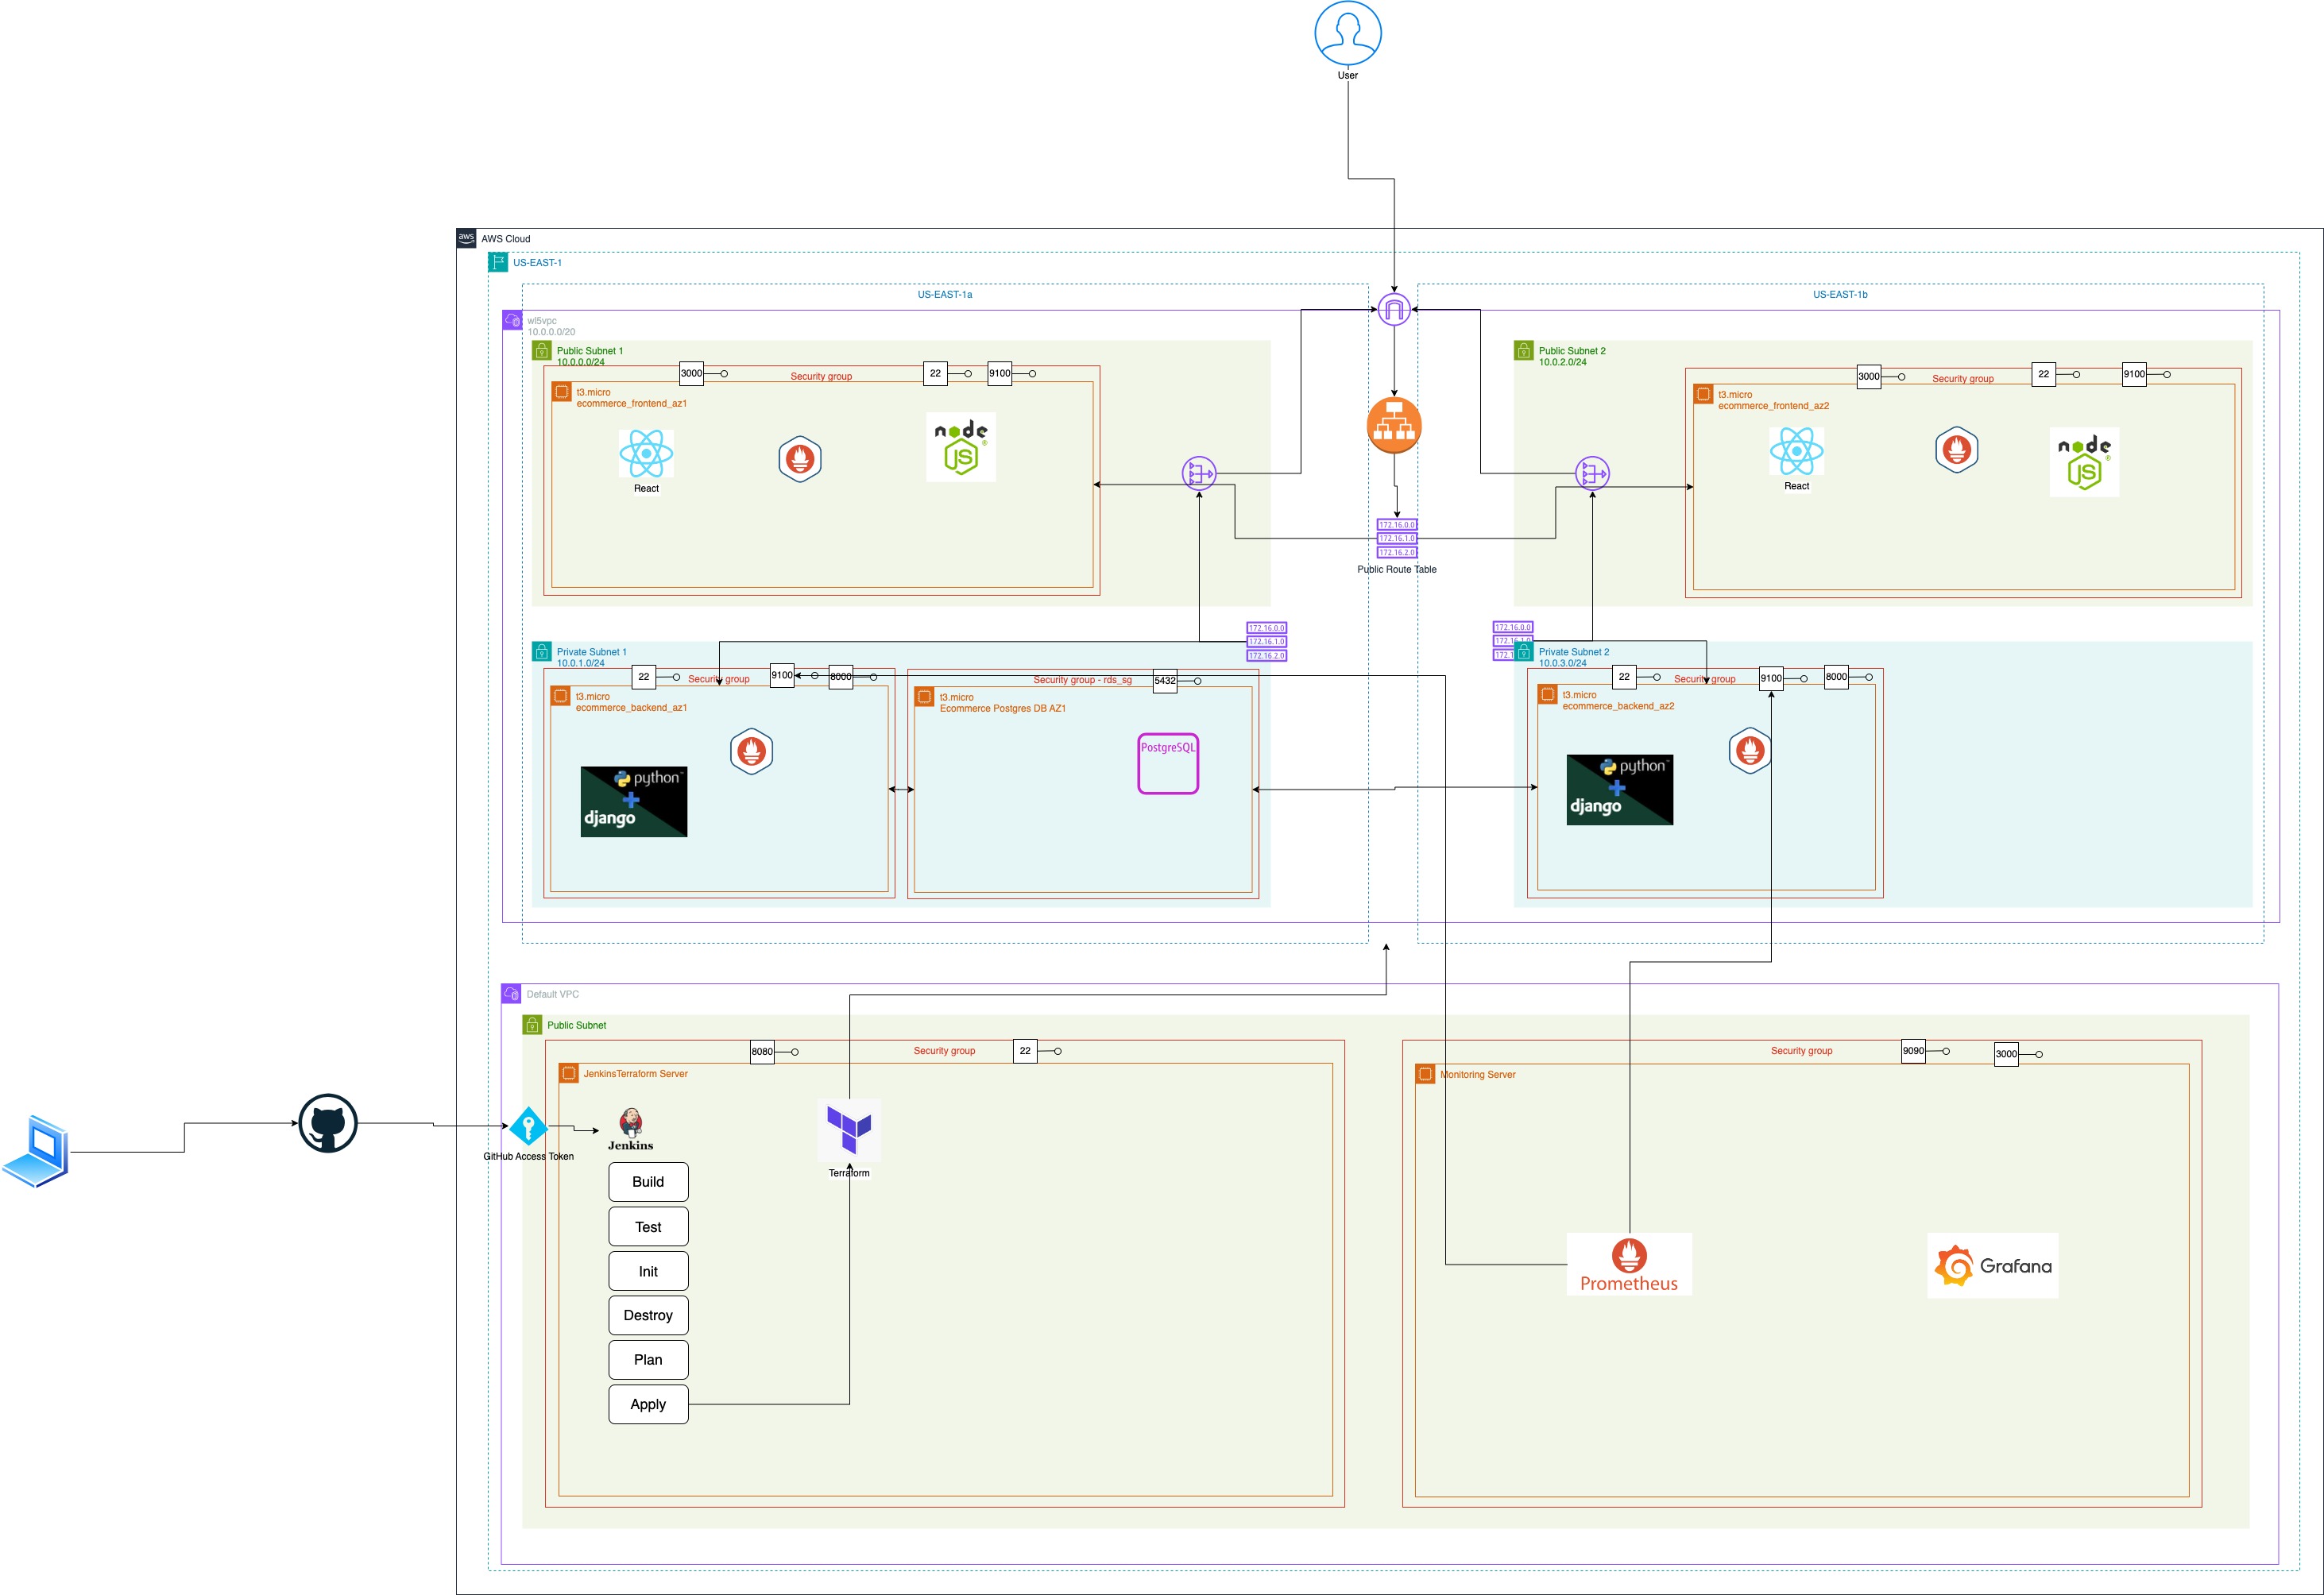 User
aws
AWS Cloud
US-EAST-1
US-EAST-1a
US-EAST-1b
wl5vpc
10.0.0.0/20
Public Subnet 1
10.0.0.0/24
3000
Security group
22
9100
t3.micro
ecommerce_frontend_az1
React
node
JS
Public Subnet 2
10.0.2.0/24
3000
Security group
22
9100
t3.micro
ecommerce_frontend_az2
React
node
JS
172.16.0.0
172.16.1.0
172.16.2.0
Public Route Table
172.16.0.0
172.16.1.0
172.16.2.0
172.16.0.0
172.16.1.0
172.1
Private Subnet 1
10.0.1.0/24
22
Security group
9100
8000
t3.micro
ecommerce_backend_az1
python
django
Security group - rds_sg
5432
t3.micro
Ecommerce Postgres DB AZ1
PostgreSQL
Private Subnet 2
10.0.3.0/24
22
Security group
9100
8000
t3.micro
ecommerce_backend_az2
python
django
Default VPC
Public Subnet
8080
Security group
22
JenkinsTerraform Server
GitHub Access Token
Jenkins
Terraform
Build
Test
Init
Destroy
Plan
Apply
Security group
9090
3000
Monitoring Server
Prometheus
Grafana